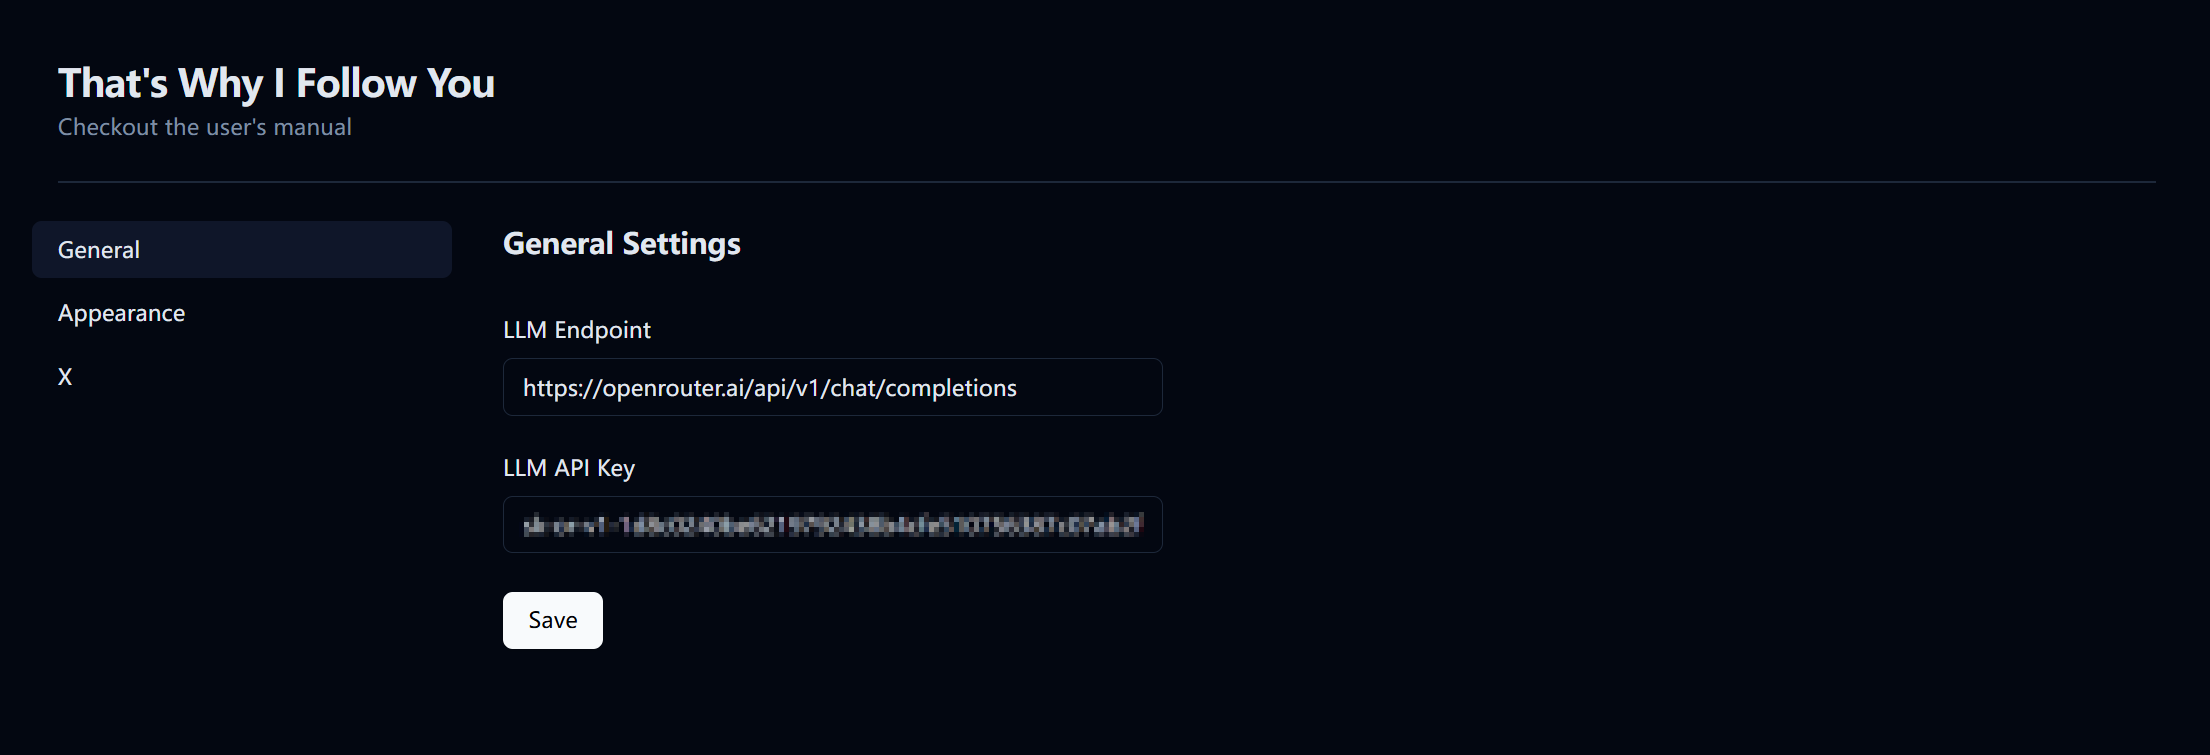 That's Why I Follow You
Checkout the user's manual
General
Appearance
X
General Settings
LLM Endpoint
https://openrouter.ai/api/v1/chat/completions
LLM API Key
Save